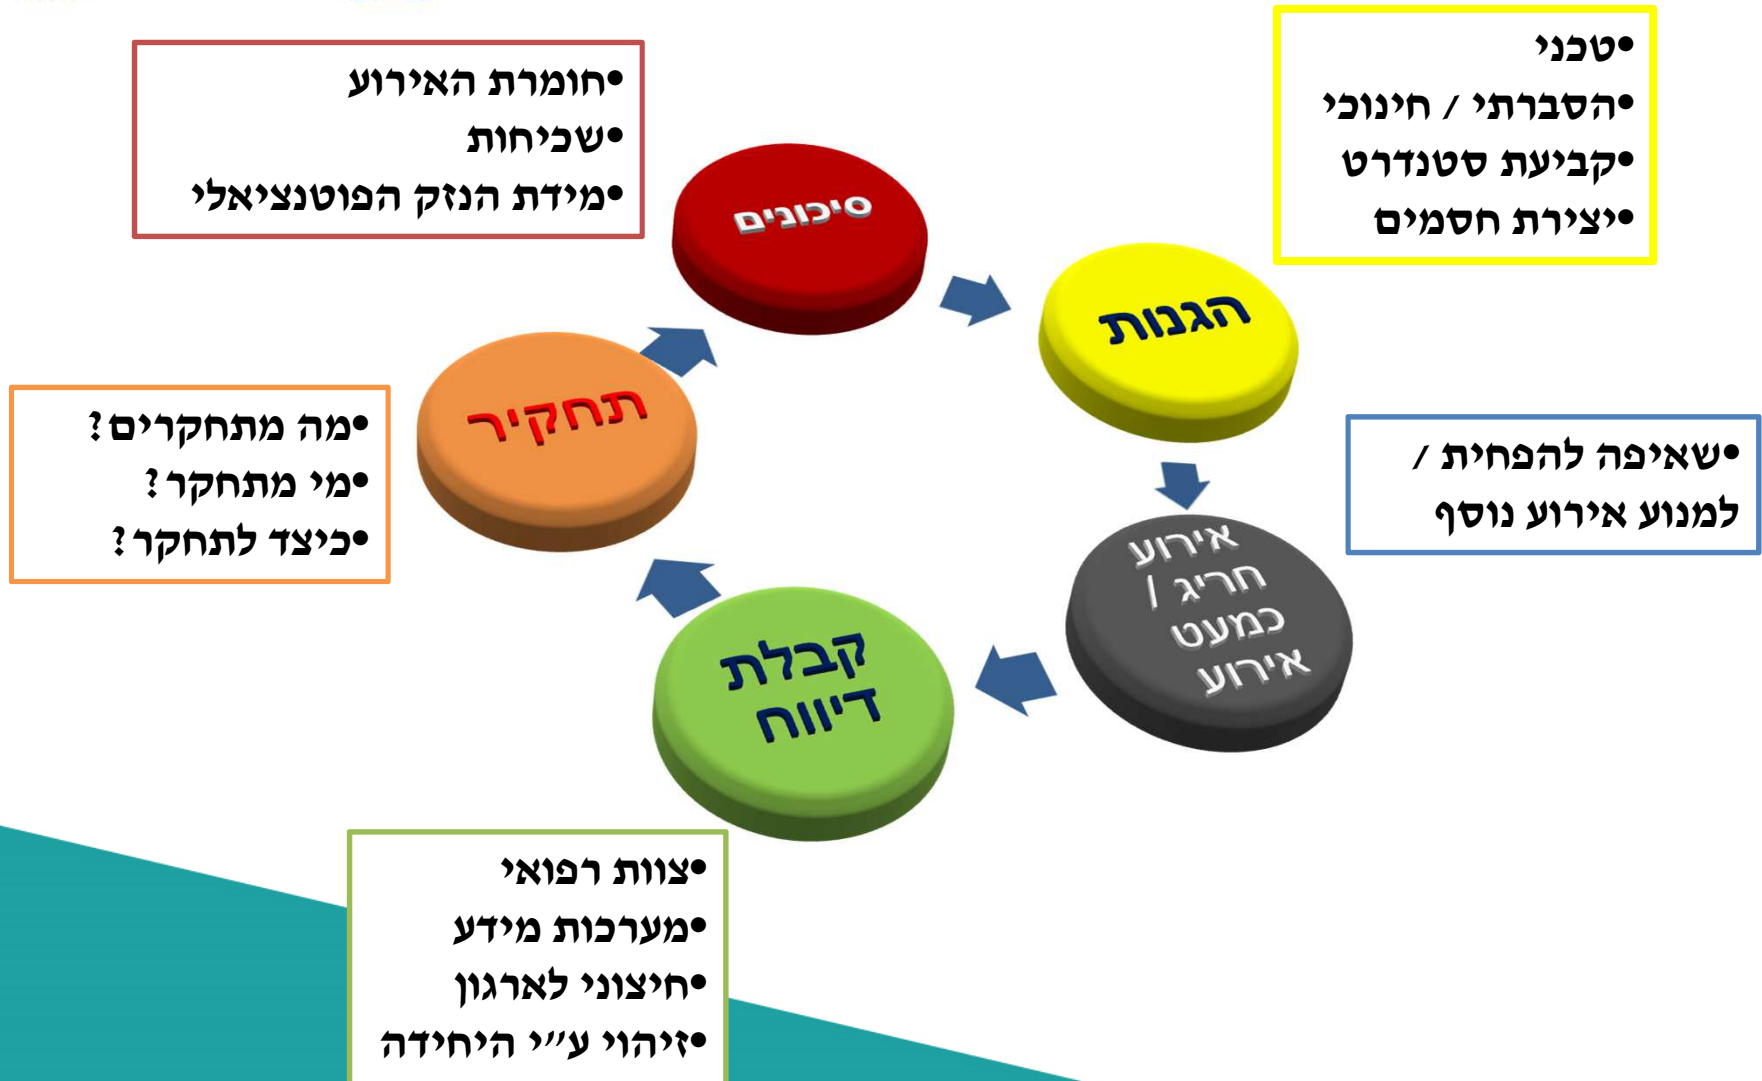 •חומרת האירוע
•שכיחות
•מידת הנזק הפוטנציאלי
•טכני
•הסברתי / חינוכי
•קביעת סטנדרט
•יצירת חסמים
סיכונים
הגנות
•שאיפה להפחית /
למנוע אירוע נוסף
אירוע
חריג /
כמעט
אירוע
קבלת
דיווח
•צוות רפואי
•מערכות מידע
•חיצוני לארגון
•זיהוי ע״י היחידה
תחקיר
•מה מתחקרים?
•מי מתחקר?
•כיצד לתחקר?